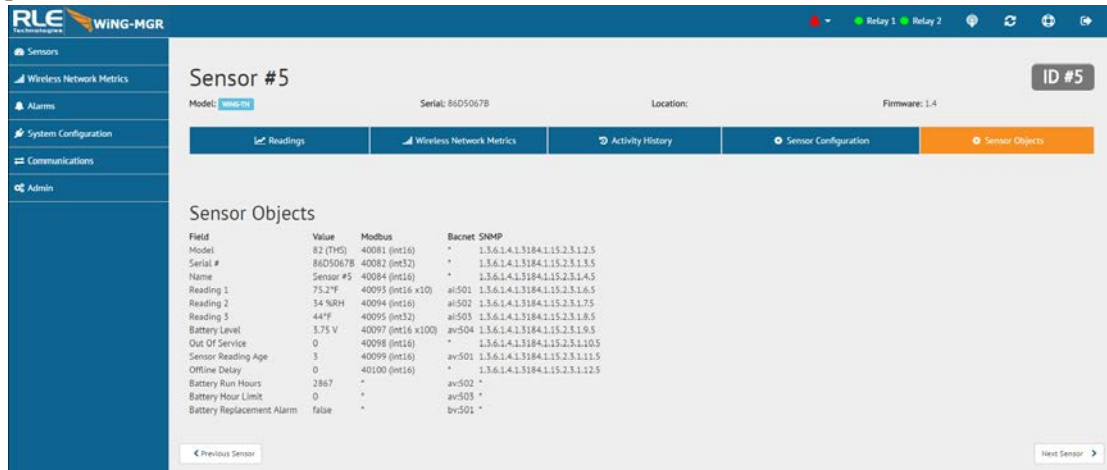 RLE WiNG-MGR Relay 1 Relay 2
Technologies
Sensors
Wireless Network Metrics
Alarms
System Configuration
Communications
Admin
Sensor #5 ID #5
Model: WiNG-TH Serial: 86D5067B Location: Firmware: 1.4
Readings Wireless Network Metrics Activity History Sensor Configuration Sensor Objects
Sensor Objects
Field Value Modbus Bacnet SNMP
Model 82 (THS) 40081 (Int16) * 1.3.6.1.4.1.3184.1.15.2.3.1.2.5
Serial # 86D5067B 40082 (Int32) * 1.3.6.1.4.1.3184.1.15.2.3.1.3.5
Name Sensor #5 40084 (Int16) * 1.3.6.1.4.1.3184.1.15.2.3.1.4.5
Reading 1 75.2°F 40093 (Int16 x10) ai:501 1.3.6.1.4.1.3184.1.15.2.3.1.6.5
Reading 2 34 %RH 40094 (Int16) ai:502 1.3.6.1.4.1.3184.1.15.2.3.1.7.5
Reading 3 44°F 40095 (Int32) ai:503 1.3.6.1.4.1.3184.1.15.2.3.1.8.5
Battery Level 3.75 V 40097 (Int16 x100) av:504 1.3.6.1.4.1.3184.1.15.2.3.1.9.5
Out Of Service 0 40098 (Int16) * 1.3.6.1.4.1.3184.1.15.2.3.1.10.5
Sensor Reading Age 3 40099 (Int16) av:501 1.3.6.1.4.1.3184.1.15.2.3.1.11.5
Offline Delay 0 40100 (Int16) * 1.3.6.1.4.1.3184.1.15.2.3.1.12.5
Battery Run Hours 2867 * av:502 *
Battery Hour Limit 0 * av:503 *
Battery Replacement Alarm false * bv:501 *
Previous Sensor Next Sensor